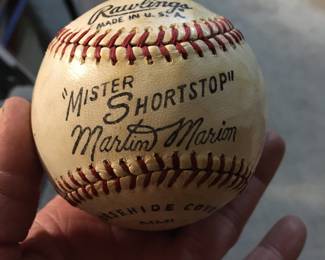 Rawlings
MADE IN U.S.A.
"MISTER
SHORTSTOP"
Martin Marion